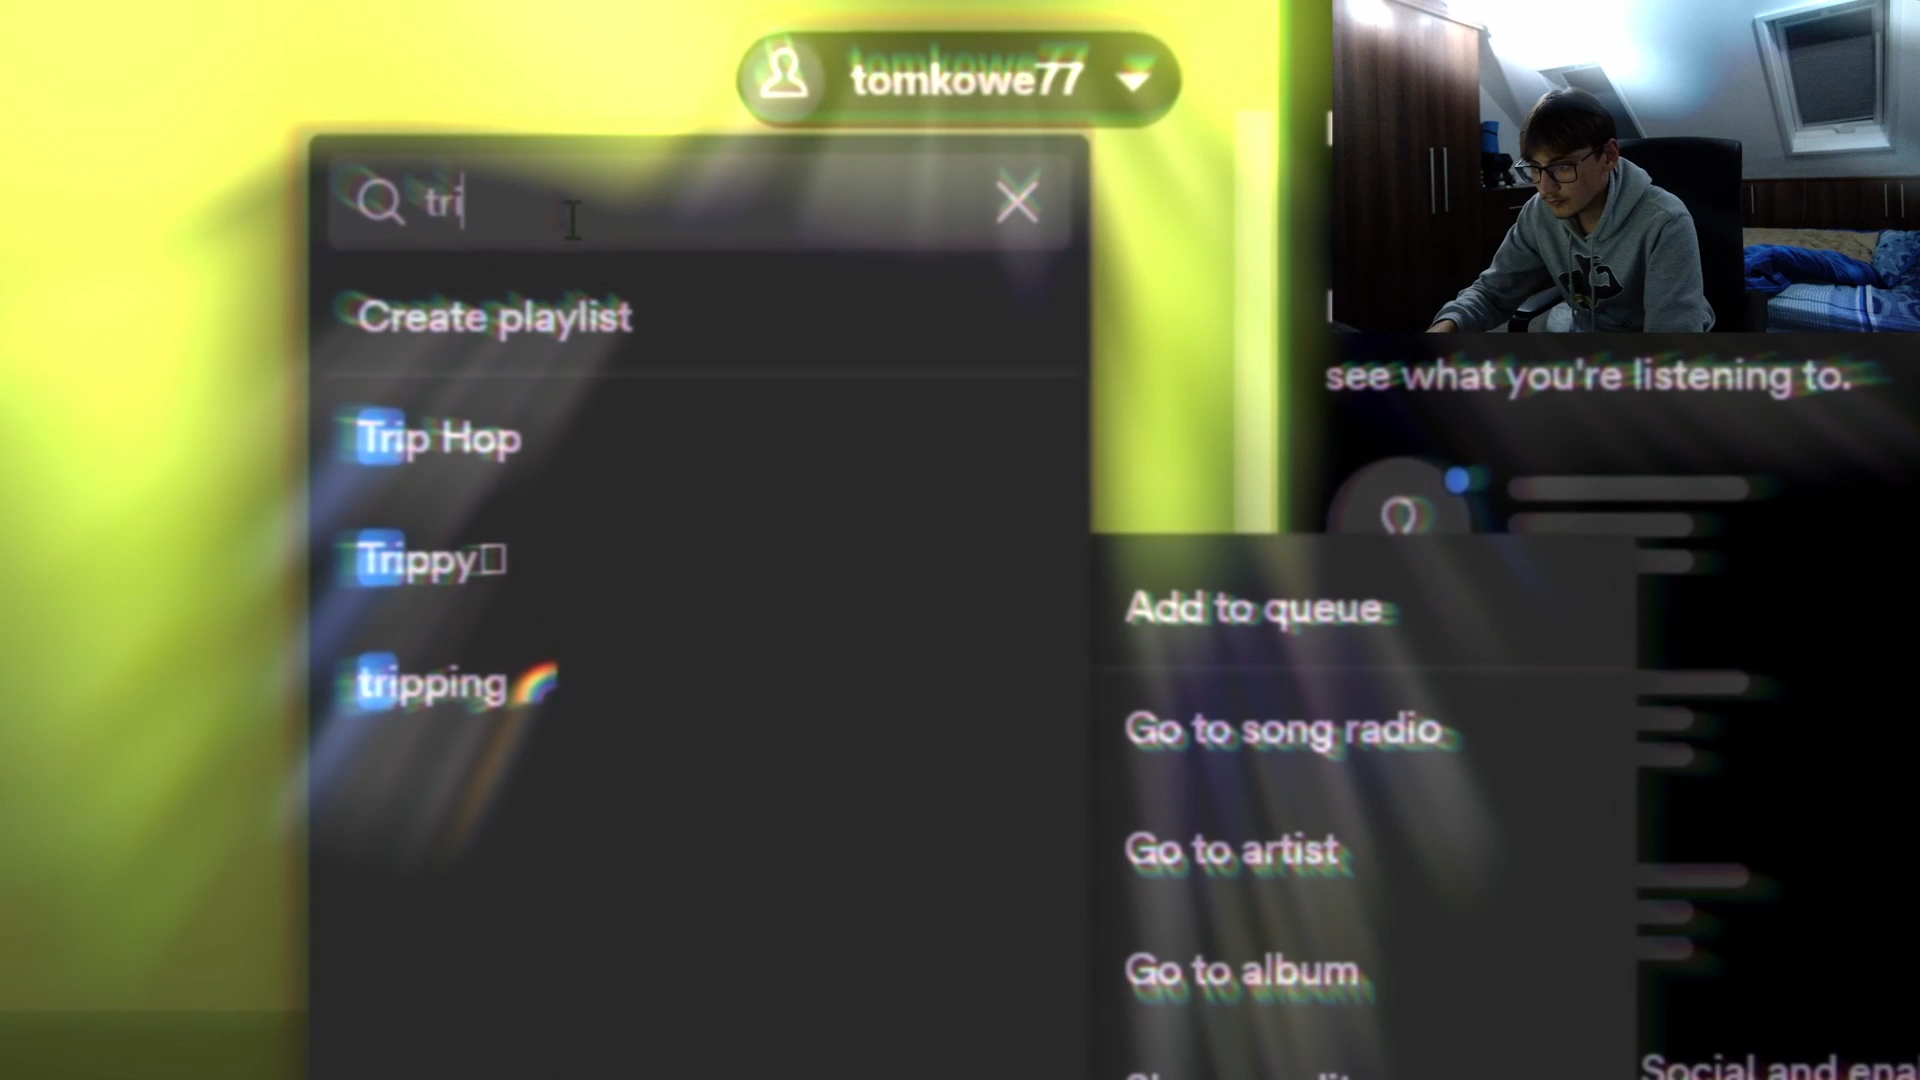 tomkowe77
tri
Create playlist
Trip Hop
Trippy
tripping 🌈
see what you're listening to.
Add to queue
Go to song radio
Go to artist
Go to album
Social and